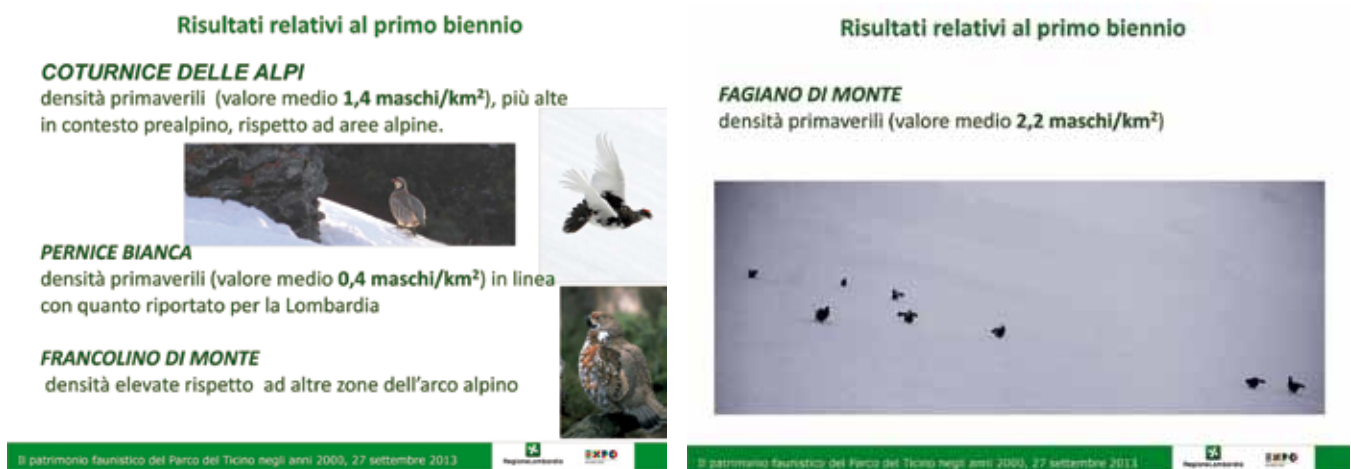 Risultati relativi al primo biennio
COTURNICE DELLE ALPI
densità primaverili (valore medio 1,4 maschi/km²), più alte
in contesto prealpino, rispetto ad aree alpine.
PERNICE BIANCA
densità primaverili (valore medio 0,4 maschi/km²) in linea
con quanto riportato per la Lombardia
FRANCOLINO DI MONTE
densità elevate rispetto ad altre zone dell'arco alpino
Il patrimonio faunistico del Parco del Ticino negli anni 2000, 27 settembre 2013
RegioneLombardia
EXPO
Risultati relativi al primo biennio
FAGIANO DI MONTE
densità primaverili (valore medio 2,2 maschi/km²)
Il patrimonio faunistico del Parco del Ticino negli anni 2000, 27 settembre 2013
RegioneLombardia
EXPO